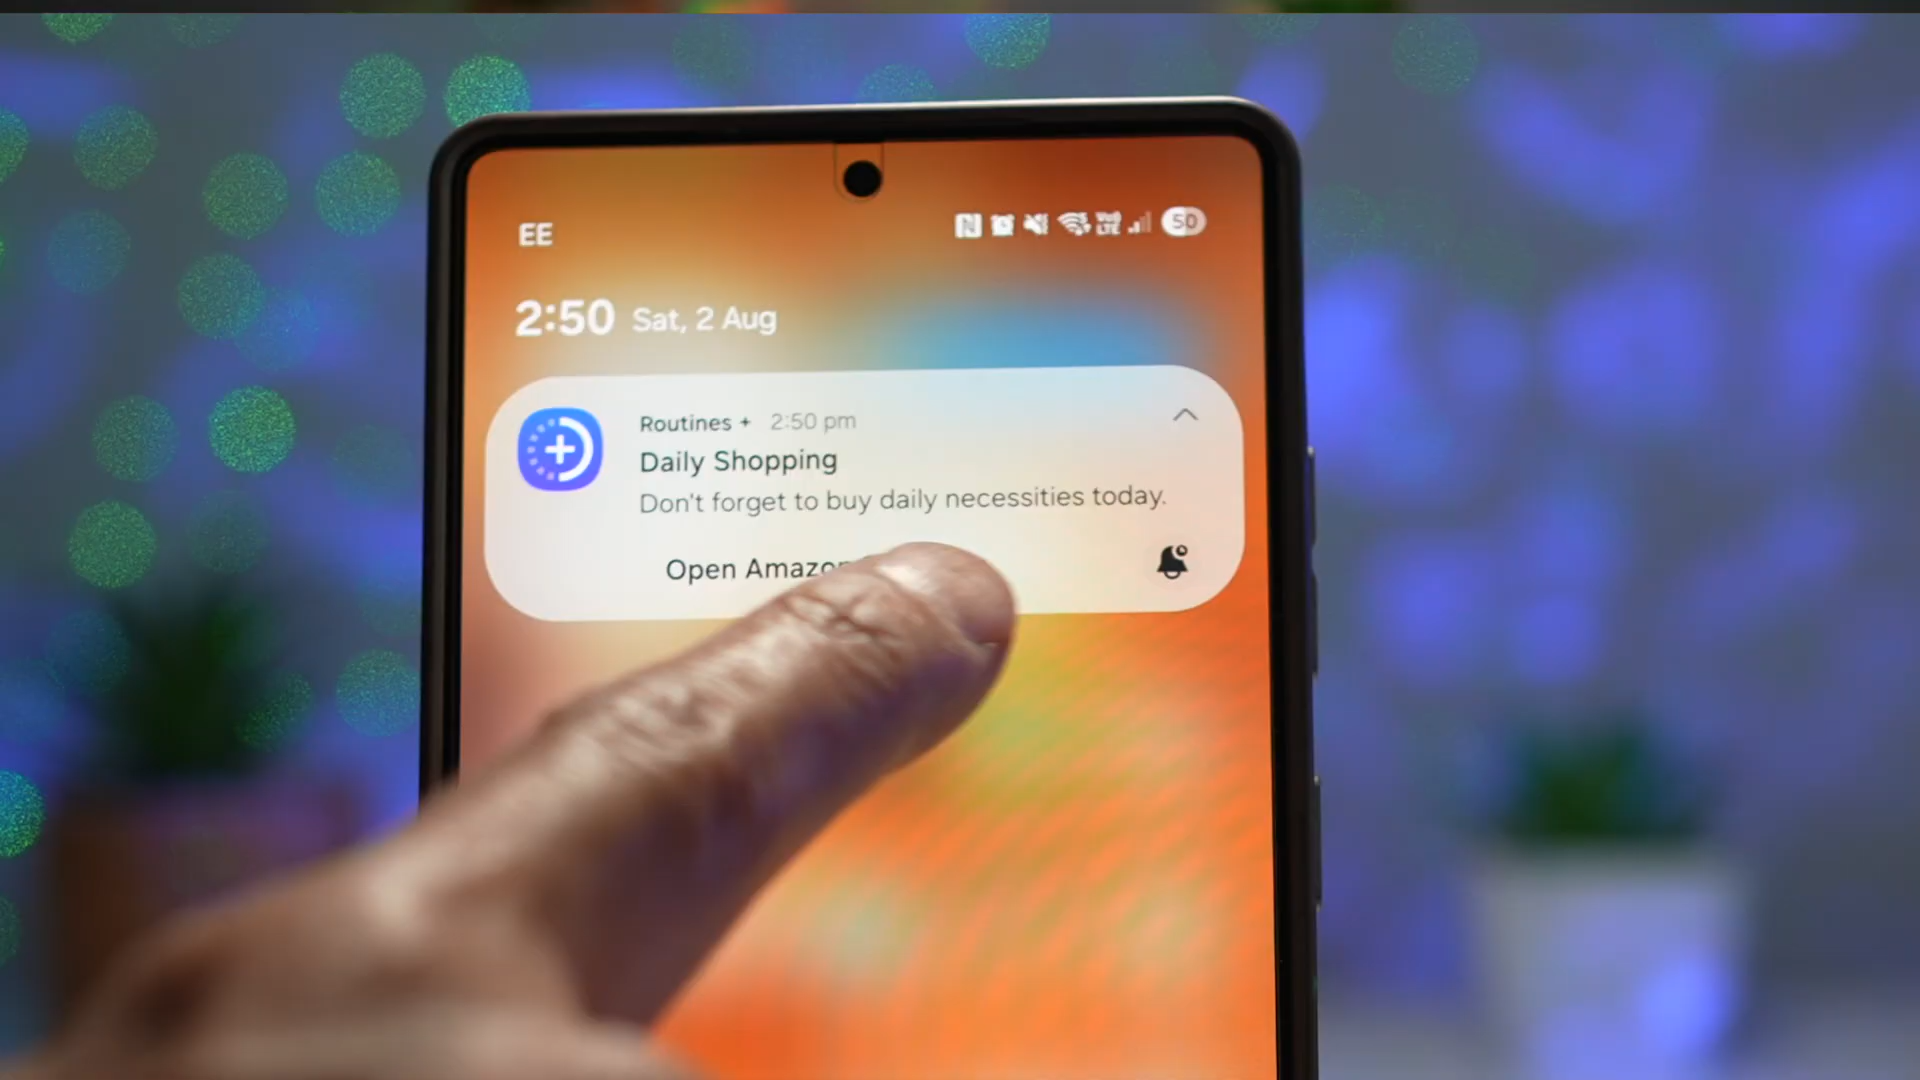 EE
50
2:50 Sat, 2 Aug
Routines + 2:50 pm
Daily Shopping
Don't forget to buy daily necessities today.
Open